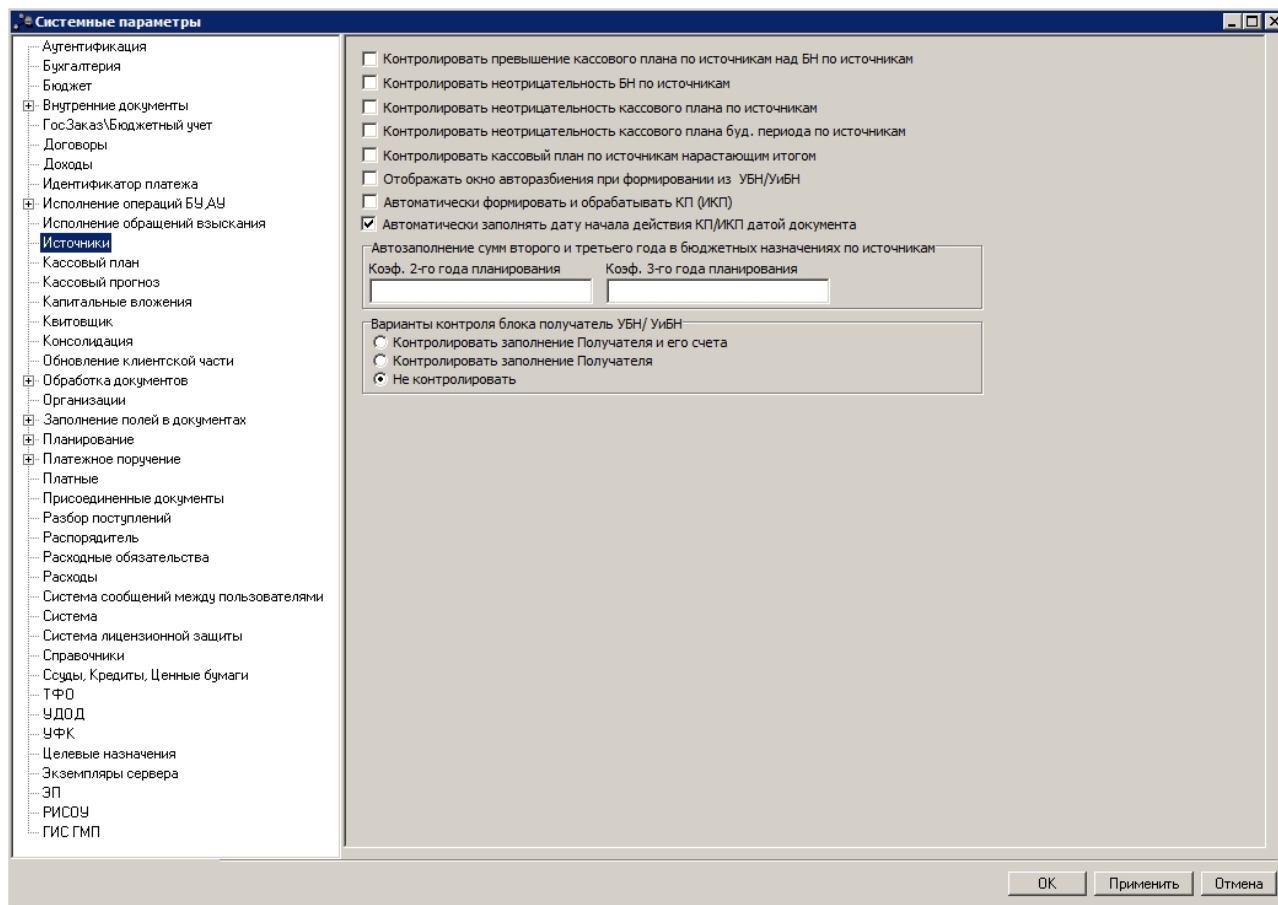 Системные параметры
Аутентификация
Бухгалтерия
Бюджет
Внутренние документы
ГосЗаказ\Бюджетный учет
Договоры
Доходы
Идентификатор платежа
Исполнение операций БУ,АУ
Исполнение обращений взыскания
Источники
Кассовый план
Кассовый прогноз
Капитальные вложения
Квитовщик
Консолидация
Обновление клиентской части
Обработка документов
Организации
Заполнение полей в документах
Планирование
Платежное поручение
Платные
Присоединенные документы
Разбор поступлений
Распорядитель
Расходные обязательства
Расходы
Система сообщений между пользователями
Система
Система лицензионной защиты
Справочники
Ссуды, Кредиты, Ценные бумаги
ТФО
УДОД
УФК
Целевые назначения
Экземпляры сервера
ЭП
РИСОУ
ГИС ГМП
Контролировать превышение кассового плана по источникам над БН по источникам
Контролировать неотрицательность БН по источникам
Контролировать неотрицательность кассового плана по источникам
Контролировать неотрицательность кассового плана буд. периода по источникам
Контролировать кассовый план по источникам нарастающим итогом
Отображать окно авторазбиения при формировании из УБН/УиБН
Автоматически формировать и обрабатывать КП (ИКП)
Автоматически заполнять дату начала действия КП/ИКП датой документа
Автозаполнение сумм второго и третьего года в бюджетных назначениях по источникам
Коэф. 2-го года планирования Коэф. 3-го года планирования
Варианты контроля блока получатель УБН/ УиБН
Контролировать заполнение Получателя и его счета
Контролировать заполнение Получателя
Не контролировать
OK Применить Отмена